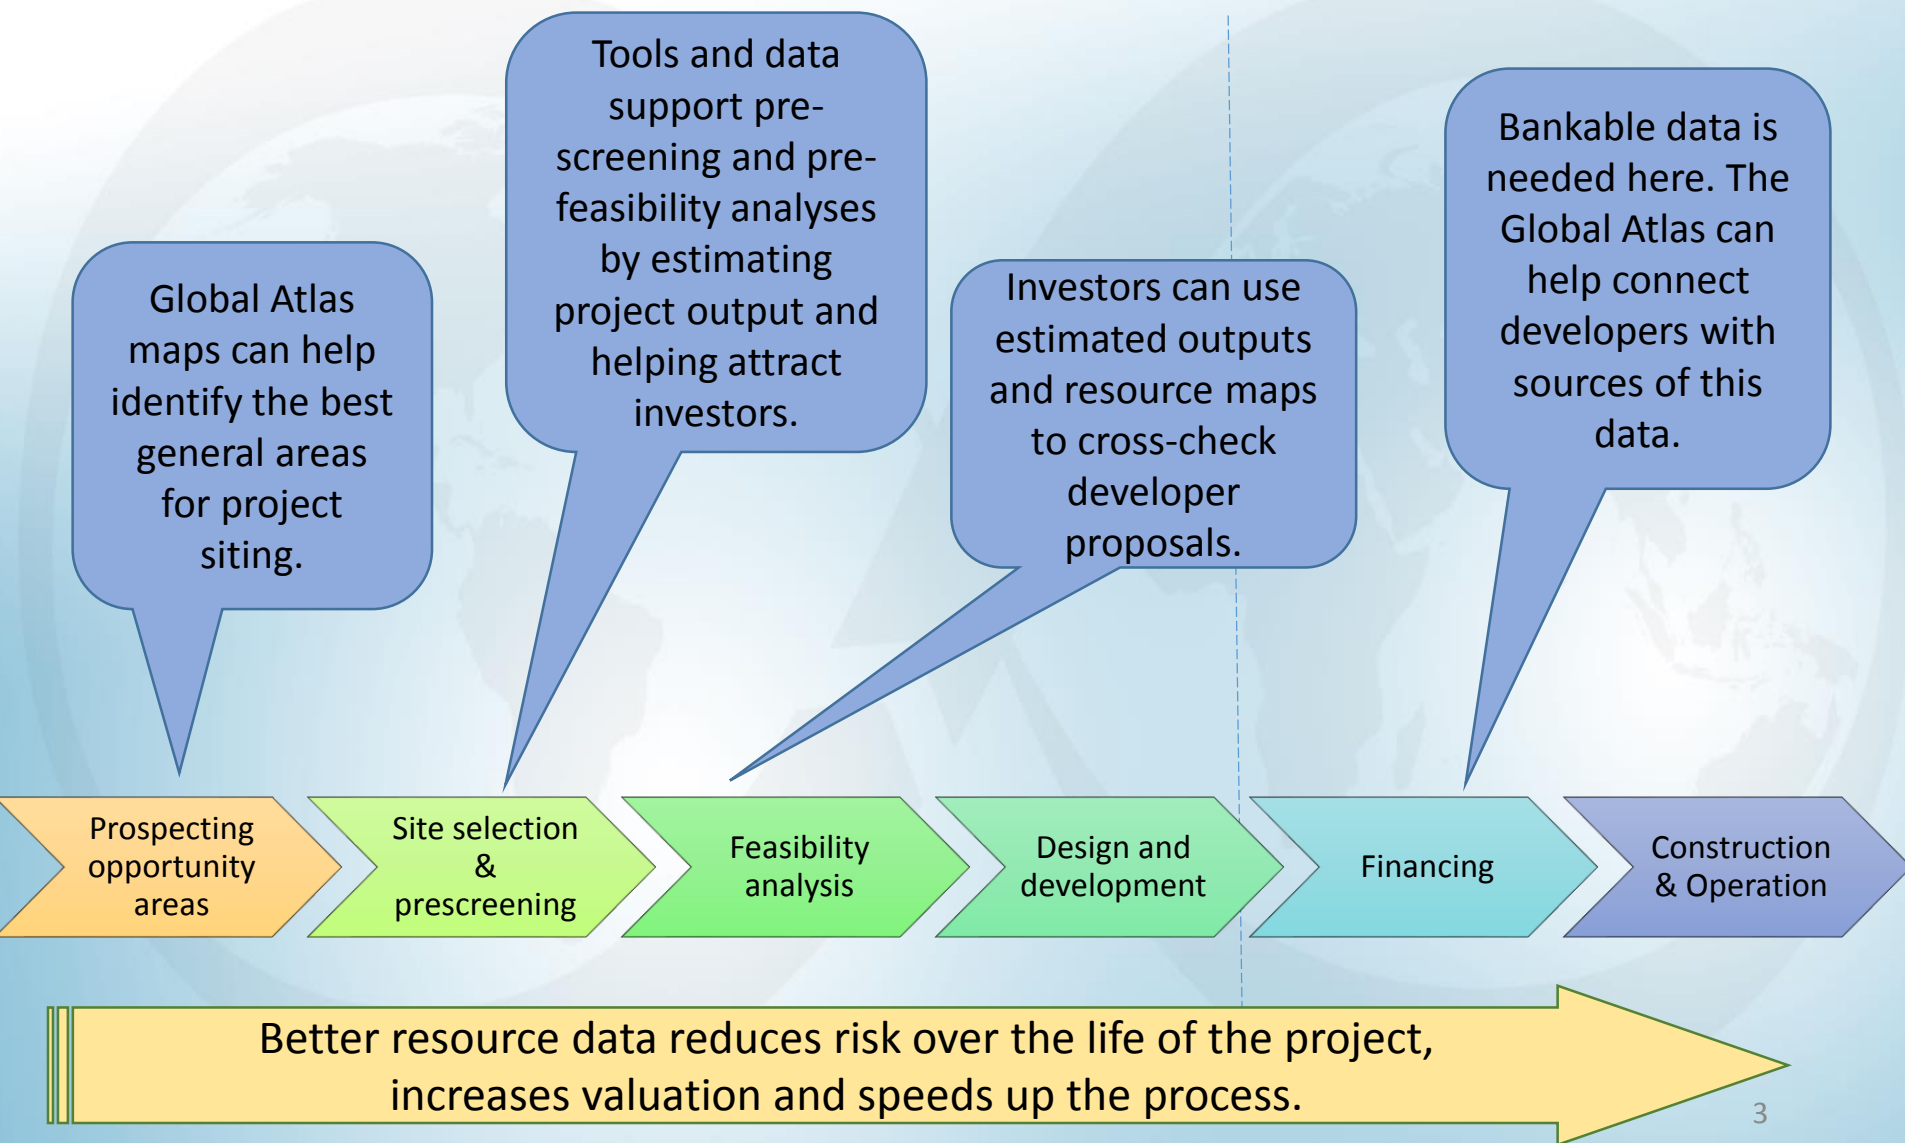 Global Atlas
maps can help
identify the best
general areas
for project
siting.
Tools and data
support pre-
screening and pre-
feasibility analyses
by estimating
project output and
helping attract
investors.
Investors can use
estimated outputs
and resource maps
to cross-check
developer
proposals.
Bankable data is
needed here. The
Global Atlas can
help connect
developers with
sources of this
data.
Prospecting
opportunity
areas
Site selection
&
prescreening
Feasibility
analysis
Design and
development
Financing
Construction
& Operation
Better resource data reduces risk over the life of the project,
increases valuation and speeds up the process.
3